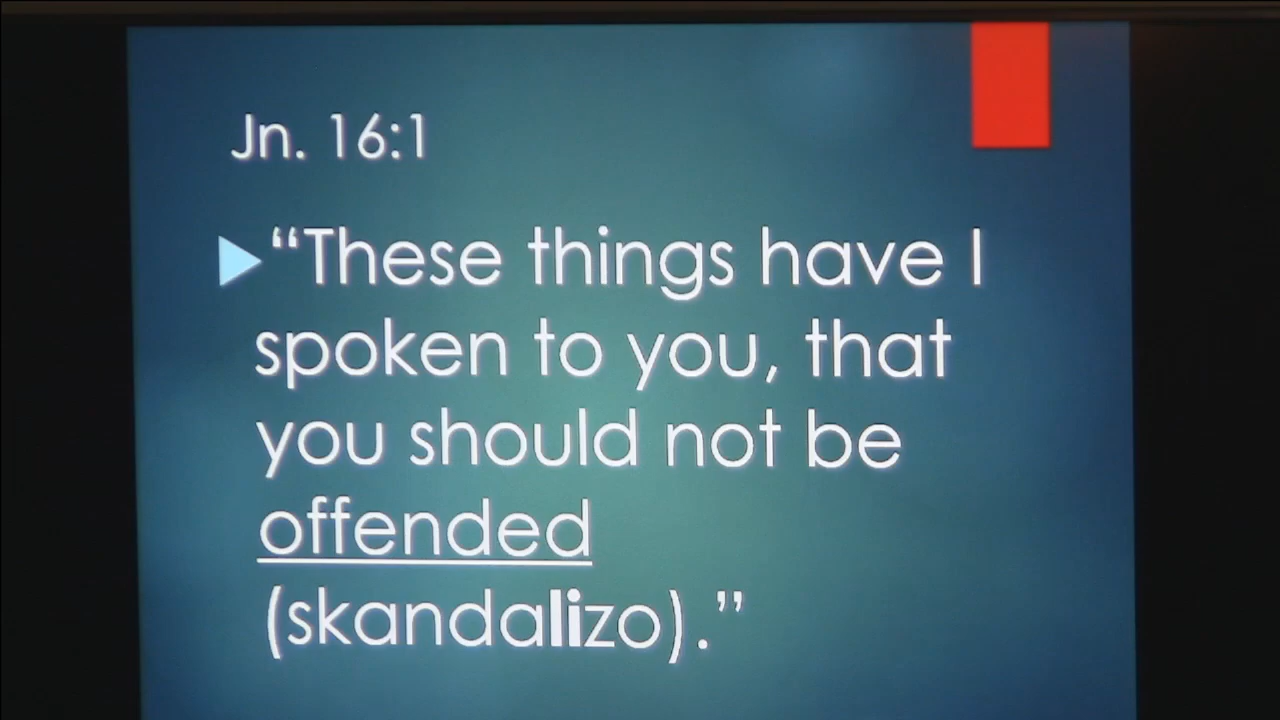 Jn. 16:1
“These things have I
spoken to you, that
you should not be
offended
(skandalizo).”